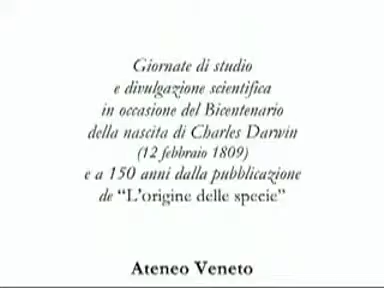 Giornate di studio
e divulgazione scientifica
in occasione del Bicentenario
della nascita di Charles Darwin
(12 febbraio 1809)
e a 150 anni dalla pubblicazione
de “L’origine delle specie”
Ateneo Veneto